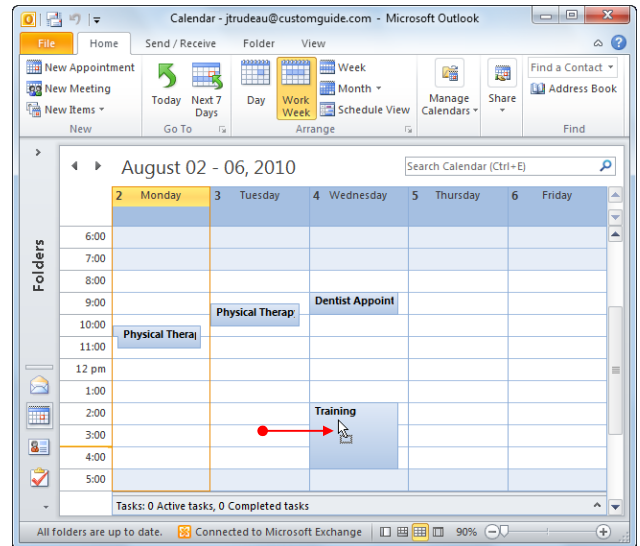 Calendar - jtrudeau@customguide.com - Microsoft Outlook
File Home Send / Receive Folder View
New Appointment
New Meeting
New Items
New
Today
Next 7 Days
Go To
Day
Work Week
Week
Month
Schedule View
Arrange
Manage Calendars
Share
Find a Contact
Address Book
Find
August 02 - 06, 2010
Search Calendar (Ctrl+E)
2 Monday 3 Tuesday 4 Wednesday 5 Thursday 6 Friday
Folders
6:00
7:00
8:00
9:00 Dentist Appoint
Physical Therap
10:00
Physical Therap
11:00
12 pm
1:00
2:00 Training
3:00
4:00
5:00
Tasks: 0 Active tasks, 0 Completed tasks
All folders are up to date. Connected to Microsoft Exchange 90%